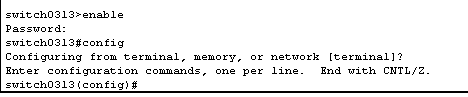 switch0313>enable
Password:
switch0313#config
Configuring from terminal, memory, or network [terminal]?
Enter configuration commands, one per line.  End with CNTL/Z.
switch0313(config)#